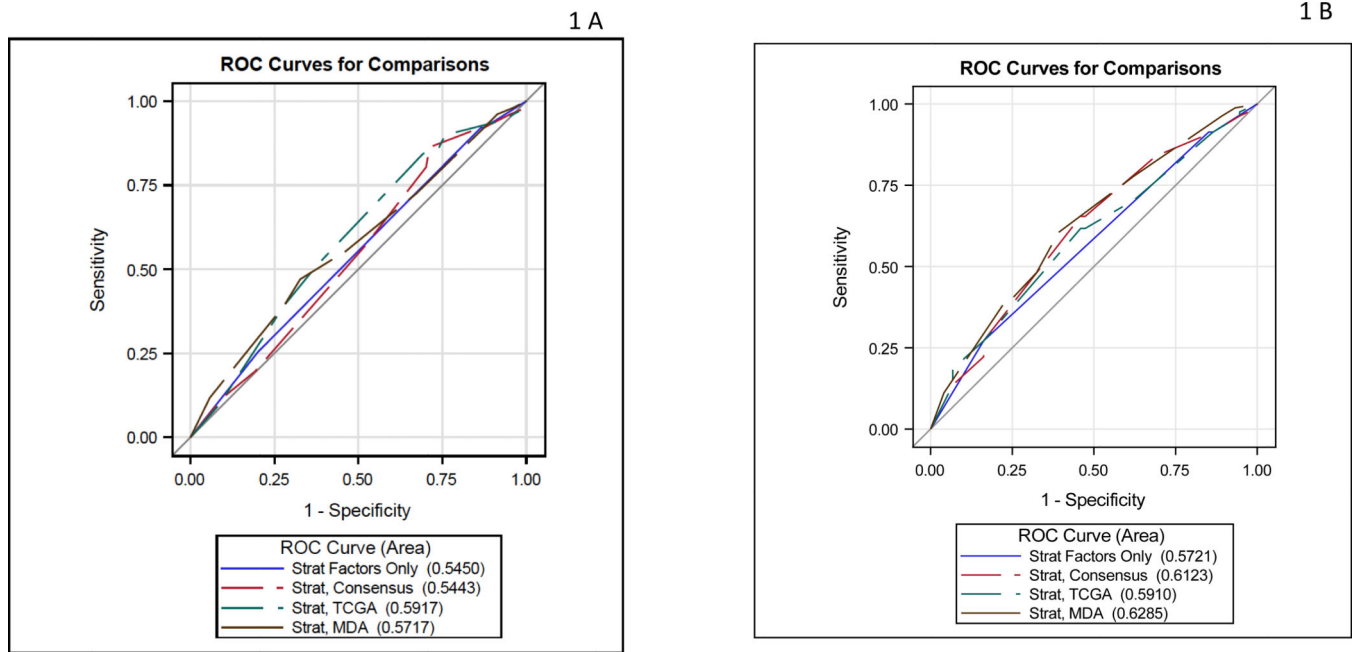 1 A
ROC Curves for Comparisons
1.00
0.75
0.50
0.25
0.00
Sensitivity
0.00 0.25 0.50 0.75 1.00
1 - Specificity
ROC Curve (Area)
Strat Factors Only (0.5450)
Strat, Consensus (0.5443)
Strat, TCGA (0.5917)
Strat, MDA (0.5717)
1 B
ROC Curves for Comparisons
1.00
0.75
0.50
0.25
0.00
Sensitivity
0.00 0.25 0.50 0.75 1.00
1 - Specificity
ROC Curve (Area)
Strat Factors Only (0.5721)
Strat, Consensus (0.6123)
Strat, TCGA (0.5910)
Strat, MDA (0.6285)